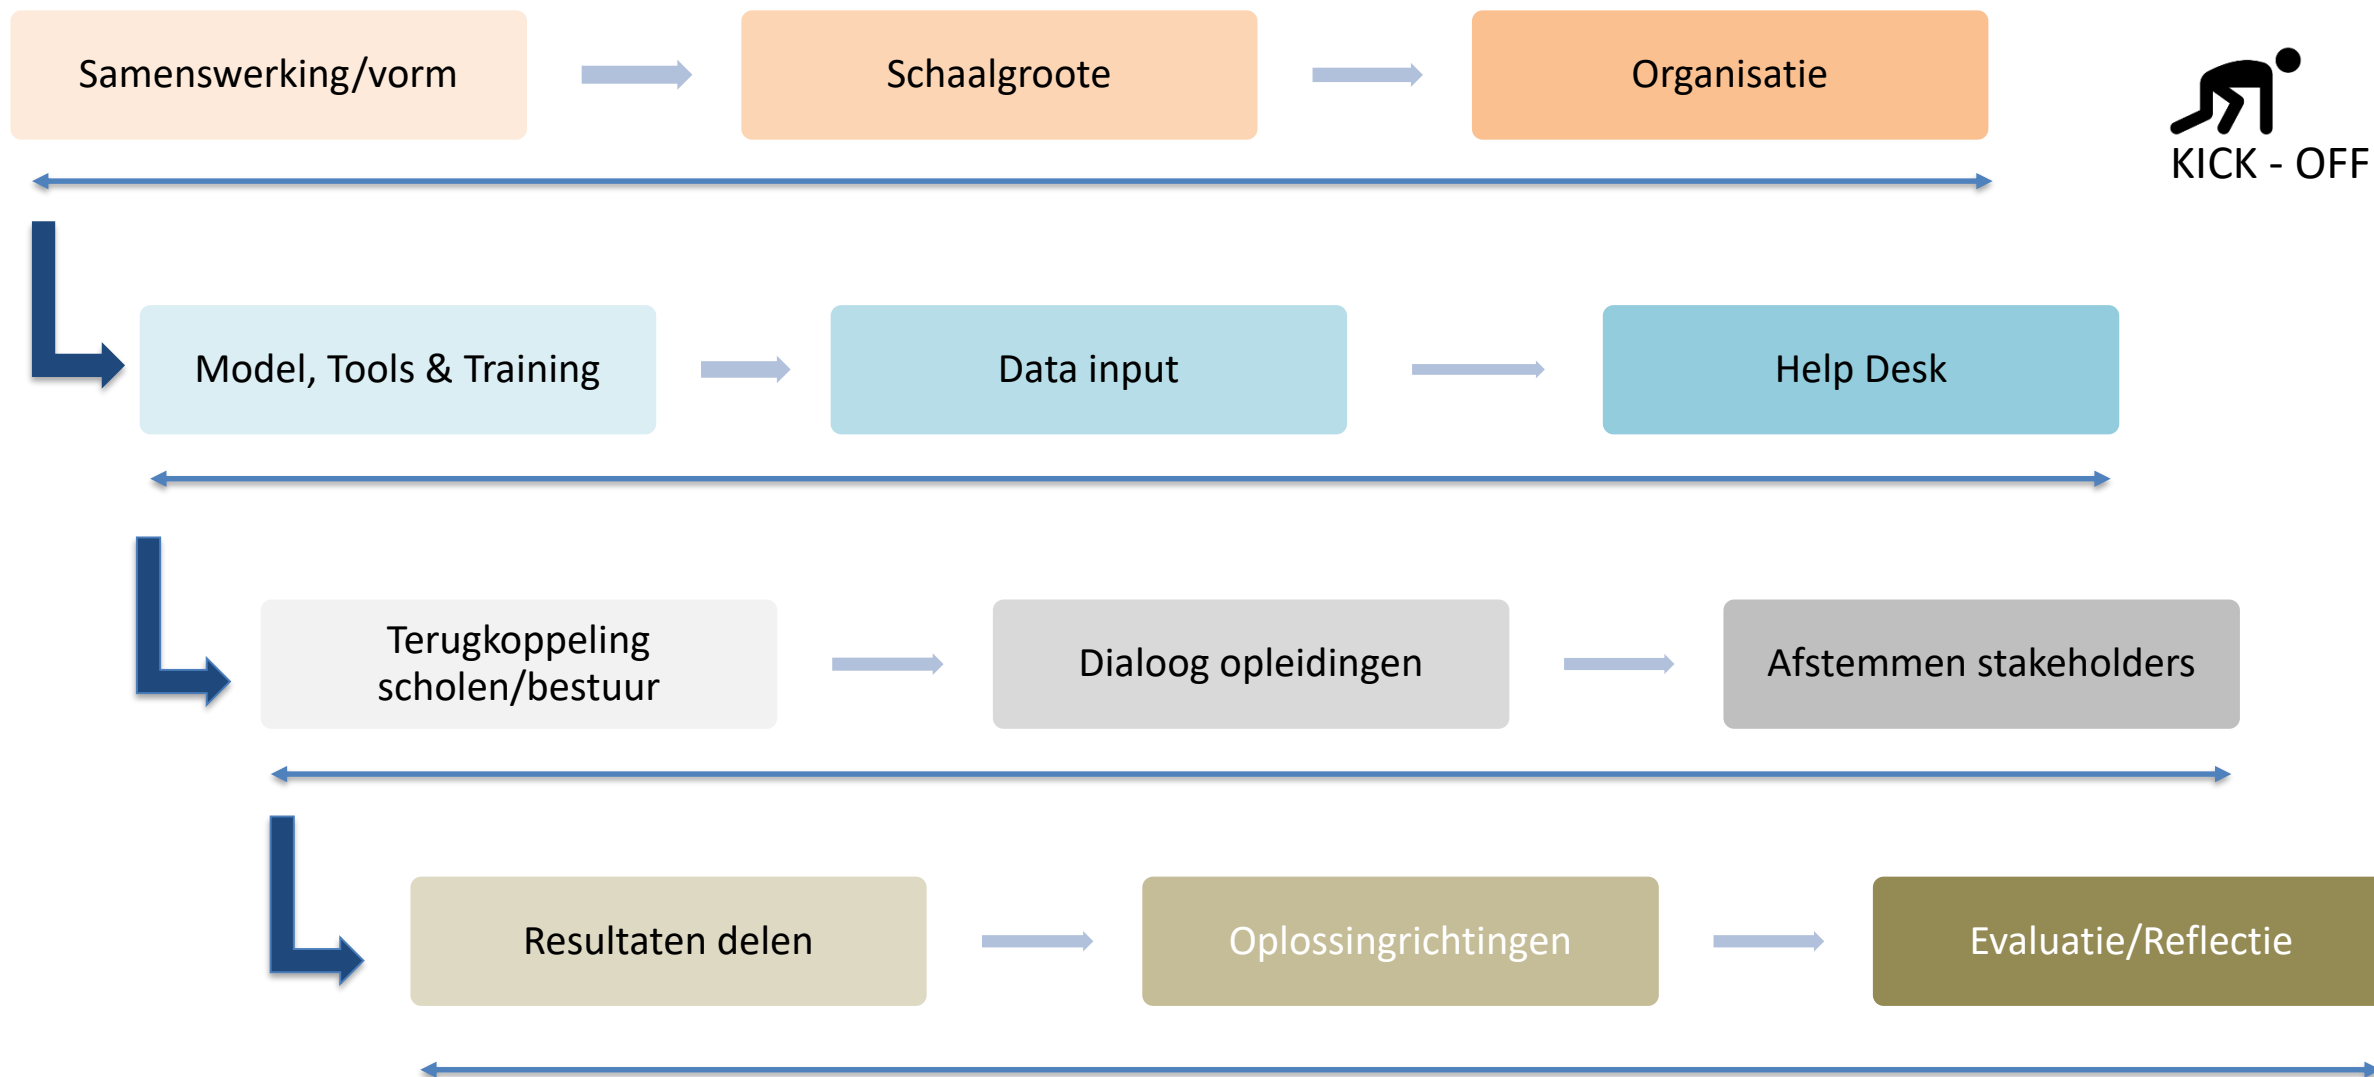 Samenswerking/vorm
Schaalgroote
Organisatie
KICK - OFF
Model, Tools & Training
Data input
Help Desk
Terugkoppeling
scholen/bestuur
Dialoog opleidingen
Afstemmen stakeholders
Resultaten delen
Oplossingrichtingen
Evaluatie/Reflectie